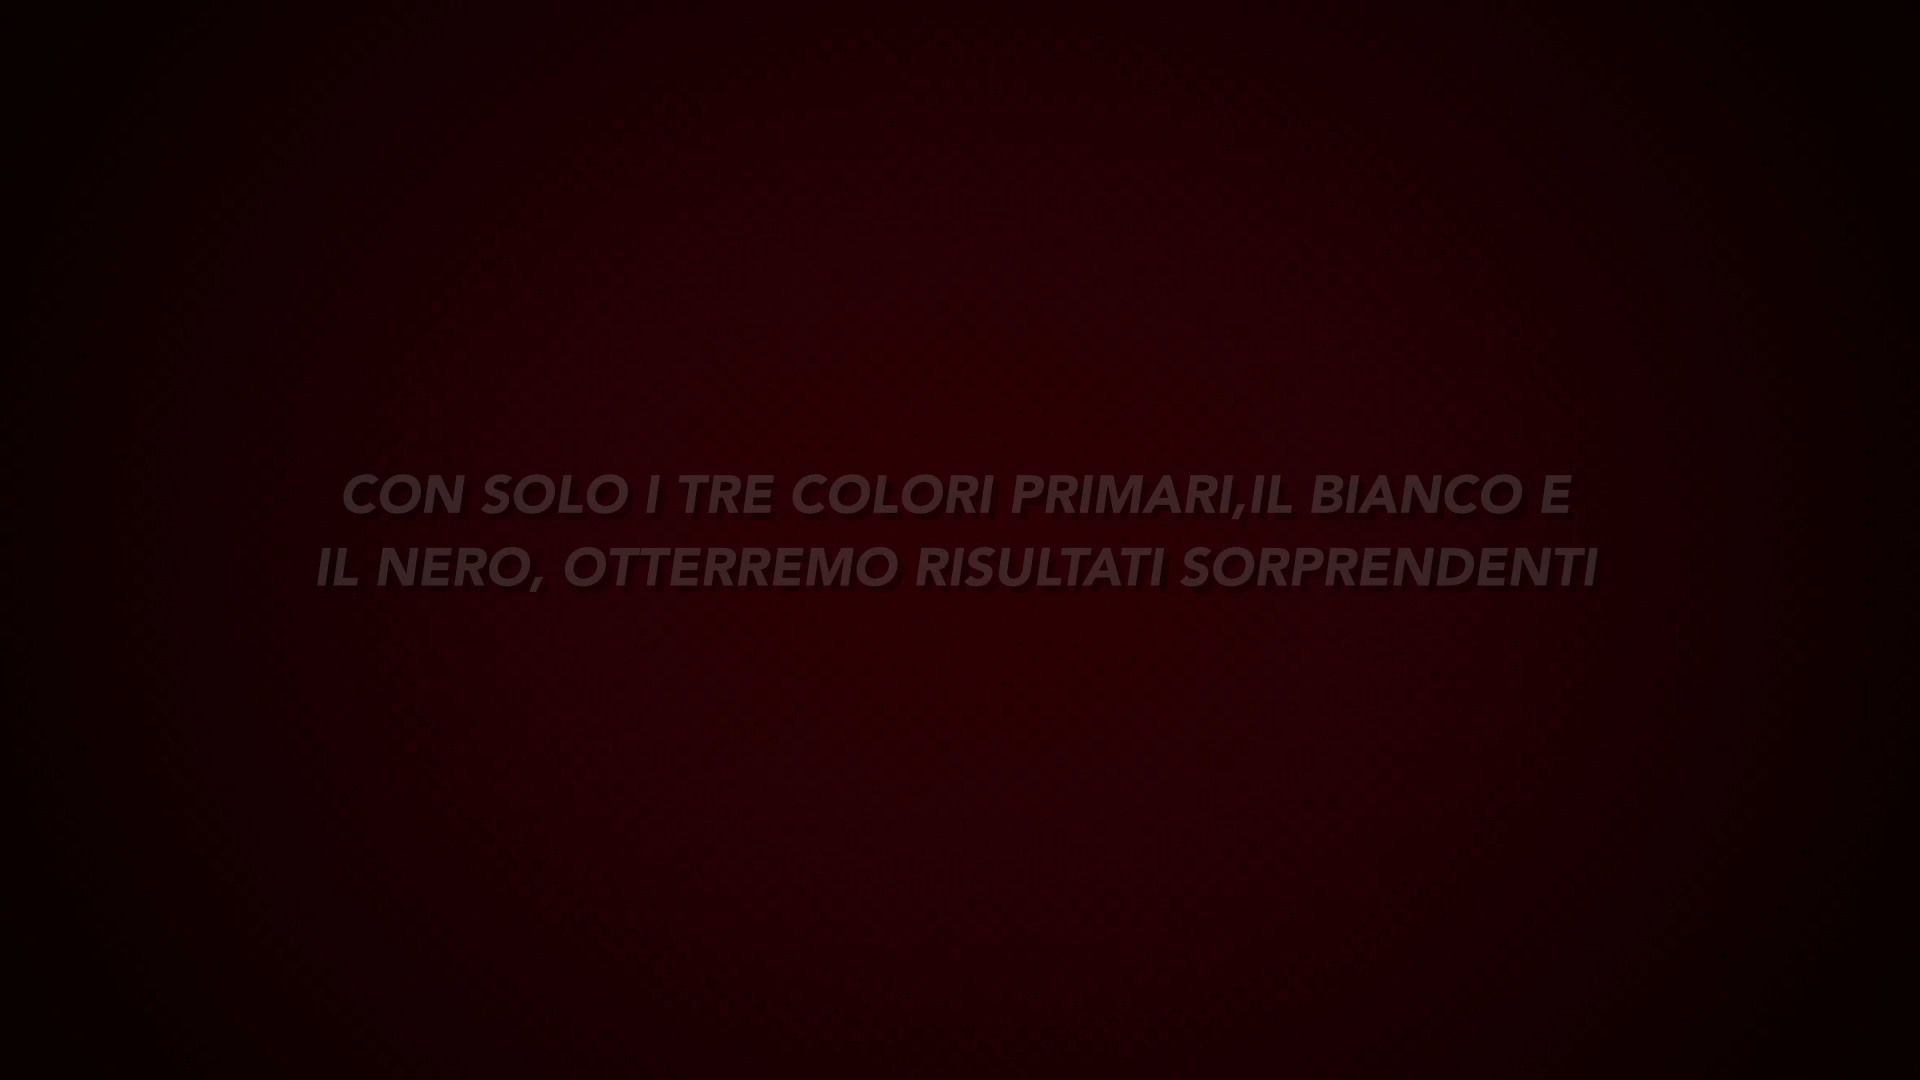 CON SOLO I TRE COLORI PRIMARI,IL BIANCO E
IL NERO, OTTERREMO RISULTATI SORPRENDENTI